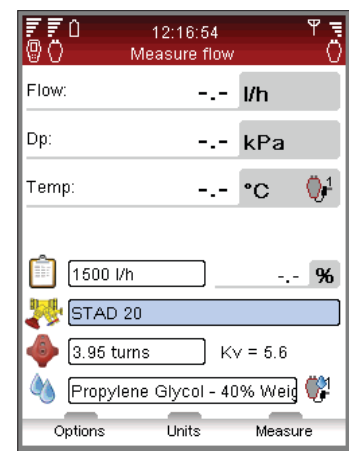 12:16:54
Measure flow
Flow: -.- l/h
Dp: -.- kPa
Temp: -.- °C 1
1500 l/h -.- %
STAD 20
3.95 turns Kv = 5.6
Propylene Glycol - 40% Weig 1
Options Units Measure